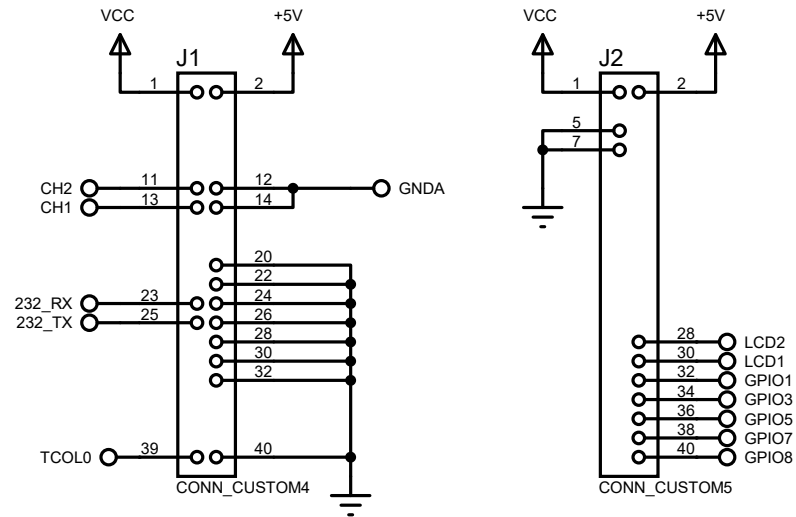 VCC +5V VCC +5V
J1 J2
1 2 1 2
5
7
CH2 11 12 GNDA
CH1 13 14
20
22
232_RX 23 24
232_TX 25 26
28 28 LCD2
30 30 LCD1
32 32 GPIO1
34 GPIO3
36 GPIO5
38 GPIO7
TCOL0 39 40 40 GPIO8
CONN_CUSTOM4 CONN_CUSTOM5